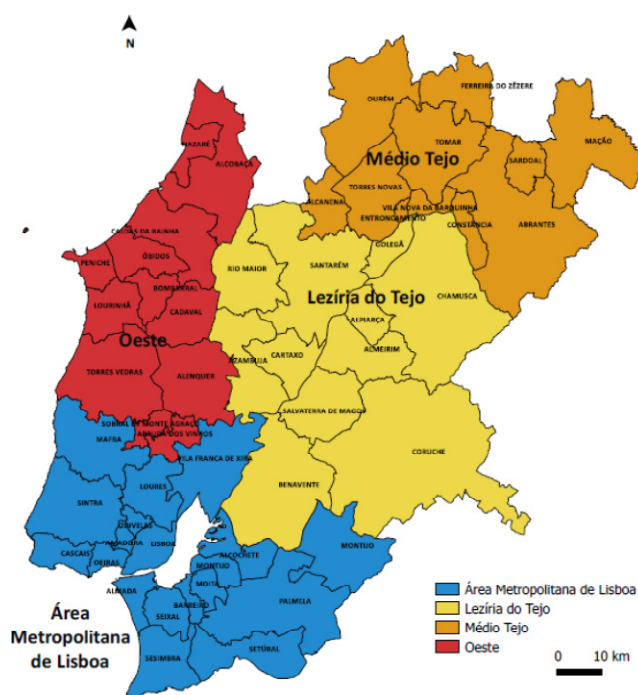 N
OURÉM
FERREIRA DO ZÊZERE
NAZARÉ
ALCOBAÇA
TOMAR
MAÇÃO
Médio Tejo
SARDOAL
TORRES NOVAS
ALCANENA
VILA NOVA DA BARQUINHA
ENTRONCAMENTO
CONSTÂNCIA
ABRANTES
CALDAS DA RAINHA
GOLEGÃ
ÓBIDOS
PENICHE
RIO MAIOR
SANTARÉM
BOMBARRAL
CHAMUSCA
LOURINHÃ
CADAVAL
Lezíria do Tejo
ALPIARÇA
Oeste
CARTAXO
ALMEIRIM
AZAMBUJA
TORRES VEDRAS
ALENQUER
SALVATERRA DE MAGOS
SOBRAL DE MONTE AGRAÇO
ARRUDA DOS VINHOS
MAFRA
CORUCHE
VILA FRANCA DE XIRA
BENAVENTE
LOURES
SINTRA
ODIVELAS
AMADORA
LISBOA
MONTIJO
CASCAIS
OEIRAS
ALCOCHETE
MONTIJO
MOITA
ALMADA
BARREIRO
PALMELA
SEIXAL
Área
Metropolitana
de Lisboa
SETÚBAL
SESIMBRA
Área Metropolitana de Lisboa
Lezíria do Tejo
Médio Tejo
Oeste
0 10 km